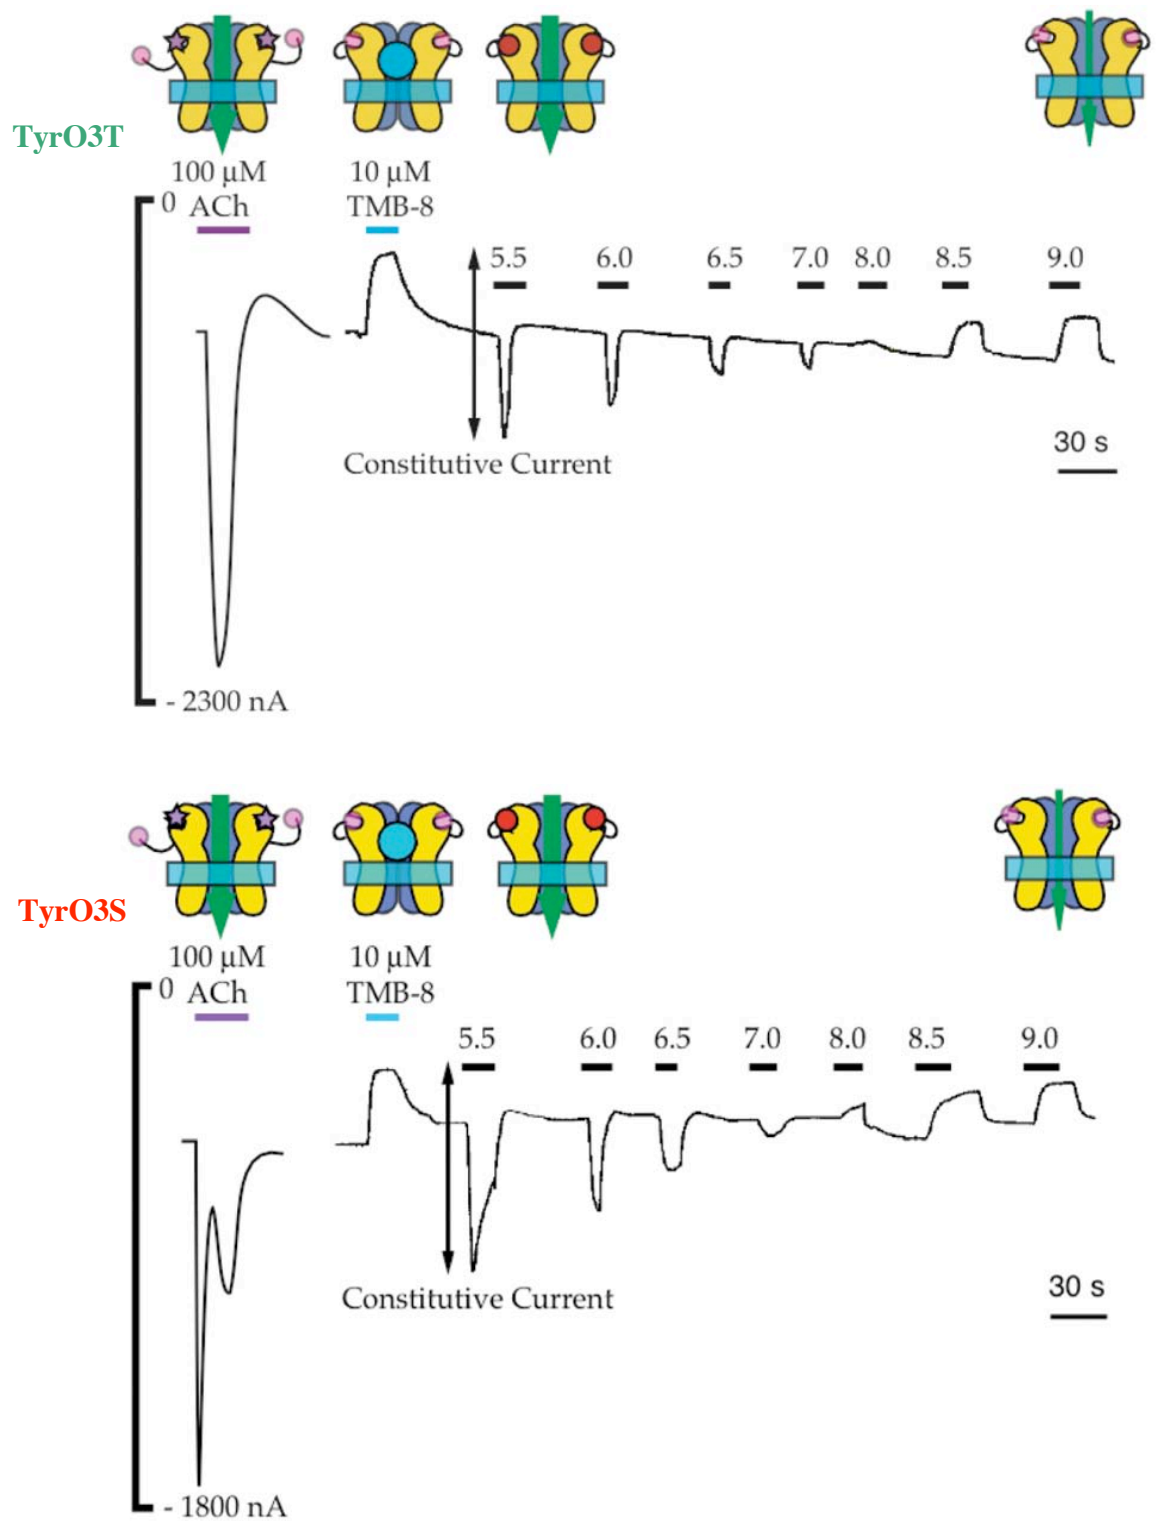 TyrO3T
100 μM
ACh
10 μM
TMB-8
0
5.5 6.0 6.5 7.0 8.0 8.5 9.0
30 s
Constitutive Current
- 2300 nA
TyrO3S
100 μM
ACh
10 μM
TMB-8
0
5.5 6.0 6.5 7.0 8.0 8.5 9.0
30 s
Constitutive Current
- 1800 nA